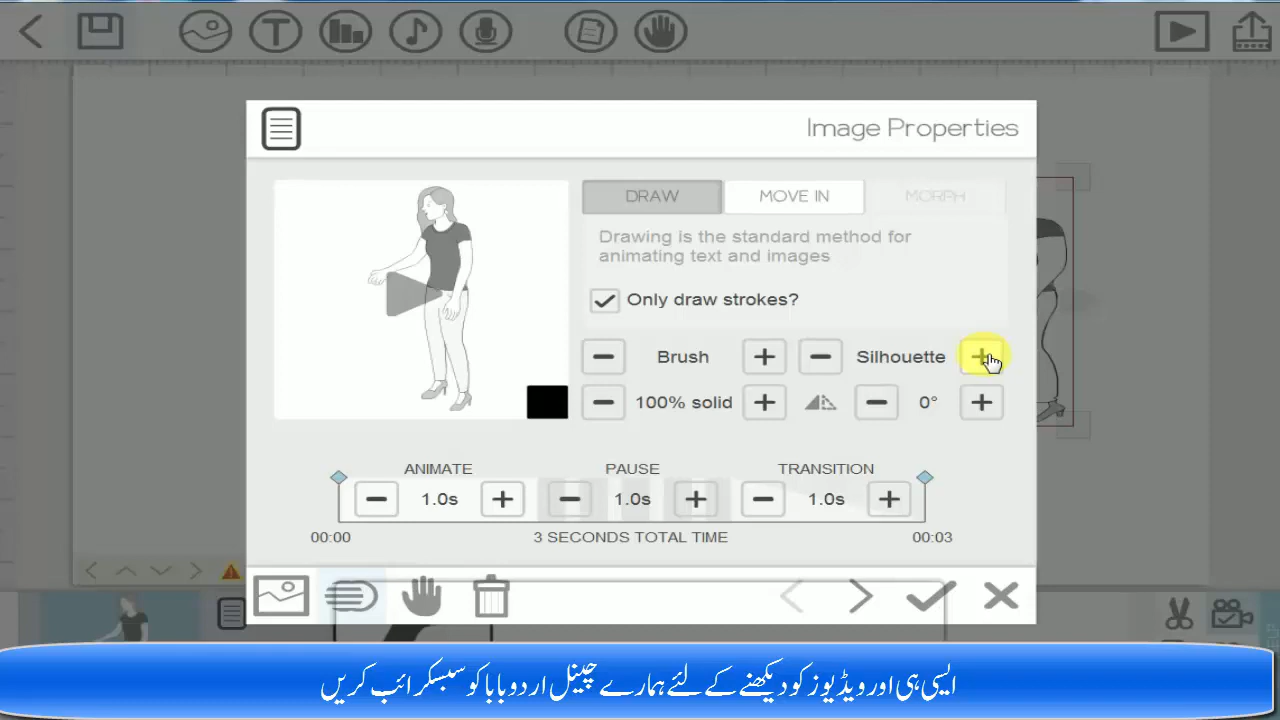 Image Properties
DRAW MOVE IN MORPH
Drawing is the standard method for
animating text and images
Only draw strokes?
Brush Silhouette
100% solid 0°
ANIMATE PAUSE TRANSITION
1.0s 1.0s 1.0s
00:00 3 SECONDS TOTAL TIME 00:03
ایسی ہی اور ویڈیوز کو دیکھنے کے لئے ہمارے چینل اردو بابا کو سبسکرائب کریں